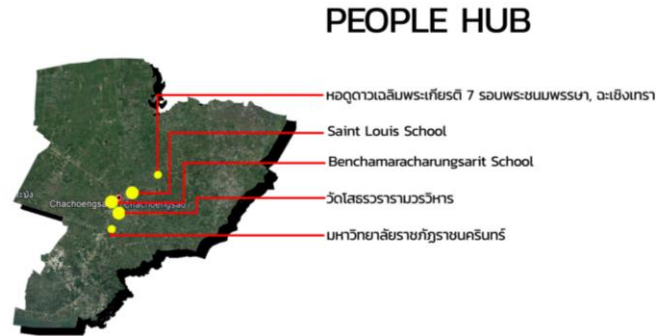 PEOPLE HUB
หอดูดาวเฉลิมพระเกียรติ 7 รอบพระชนมพรรษา, ฉะเชิงเทรา
Saint Louis School
Benchamaracharungsarit School
วัดโสธรวรารามวรวิหาร
มหาวิทยาลัยราชภัฏราชนครินทร์
Chachoengsao